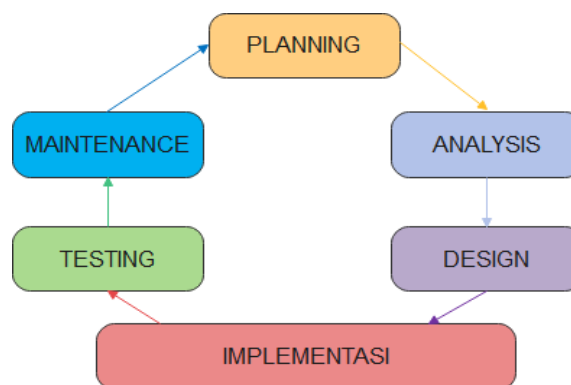 PLANNING
ANALYSIS
DESIGN
IMPLEMENTASI
TESTING
MAINTENANCE